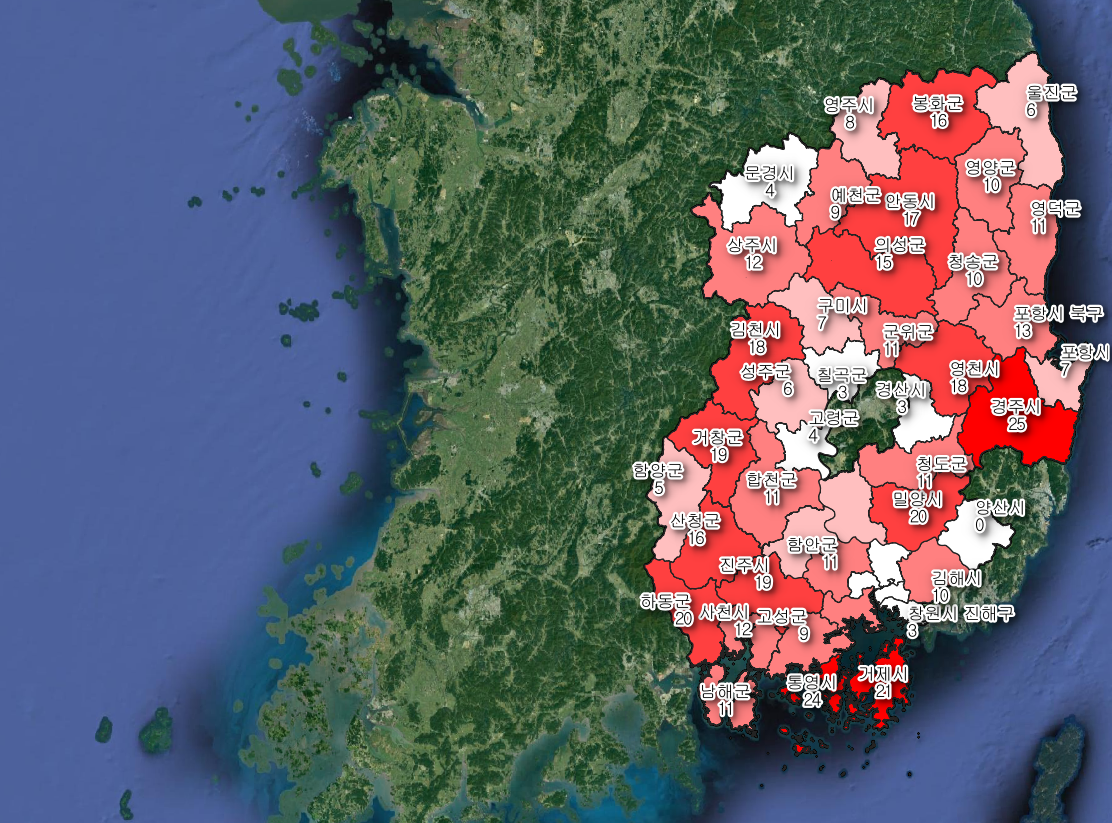 울진군
6
봉화군
16
영주시
8
문경시
4
영양군
10
예천군
9
안동시
17
영덕군
11
상주시
12
의성군
15
청송군
10
구미시
7
포항시 북구
13
김천시
18
군위군
11
포항시
7
성주군
6
칠곡군
3
영천시
18
경산시
3
경주시
25
고령군
4
거창군
19
함양군
5
청도군
11
합천군
11
밀양시
20
양산시
0
산청군
16
함안군
11
진주시
19
김해시
10
하동군
20
사천시
12
고성군
9
창원시 진해구
3
거제시
21
통영시
24
남해군
11